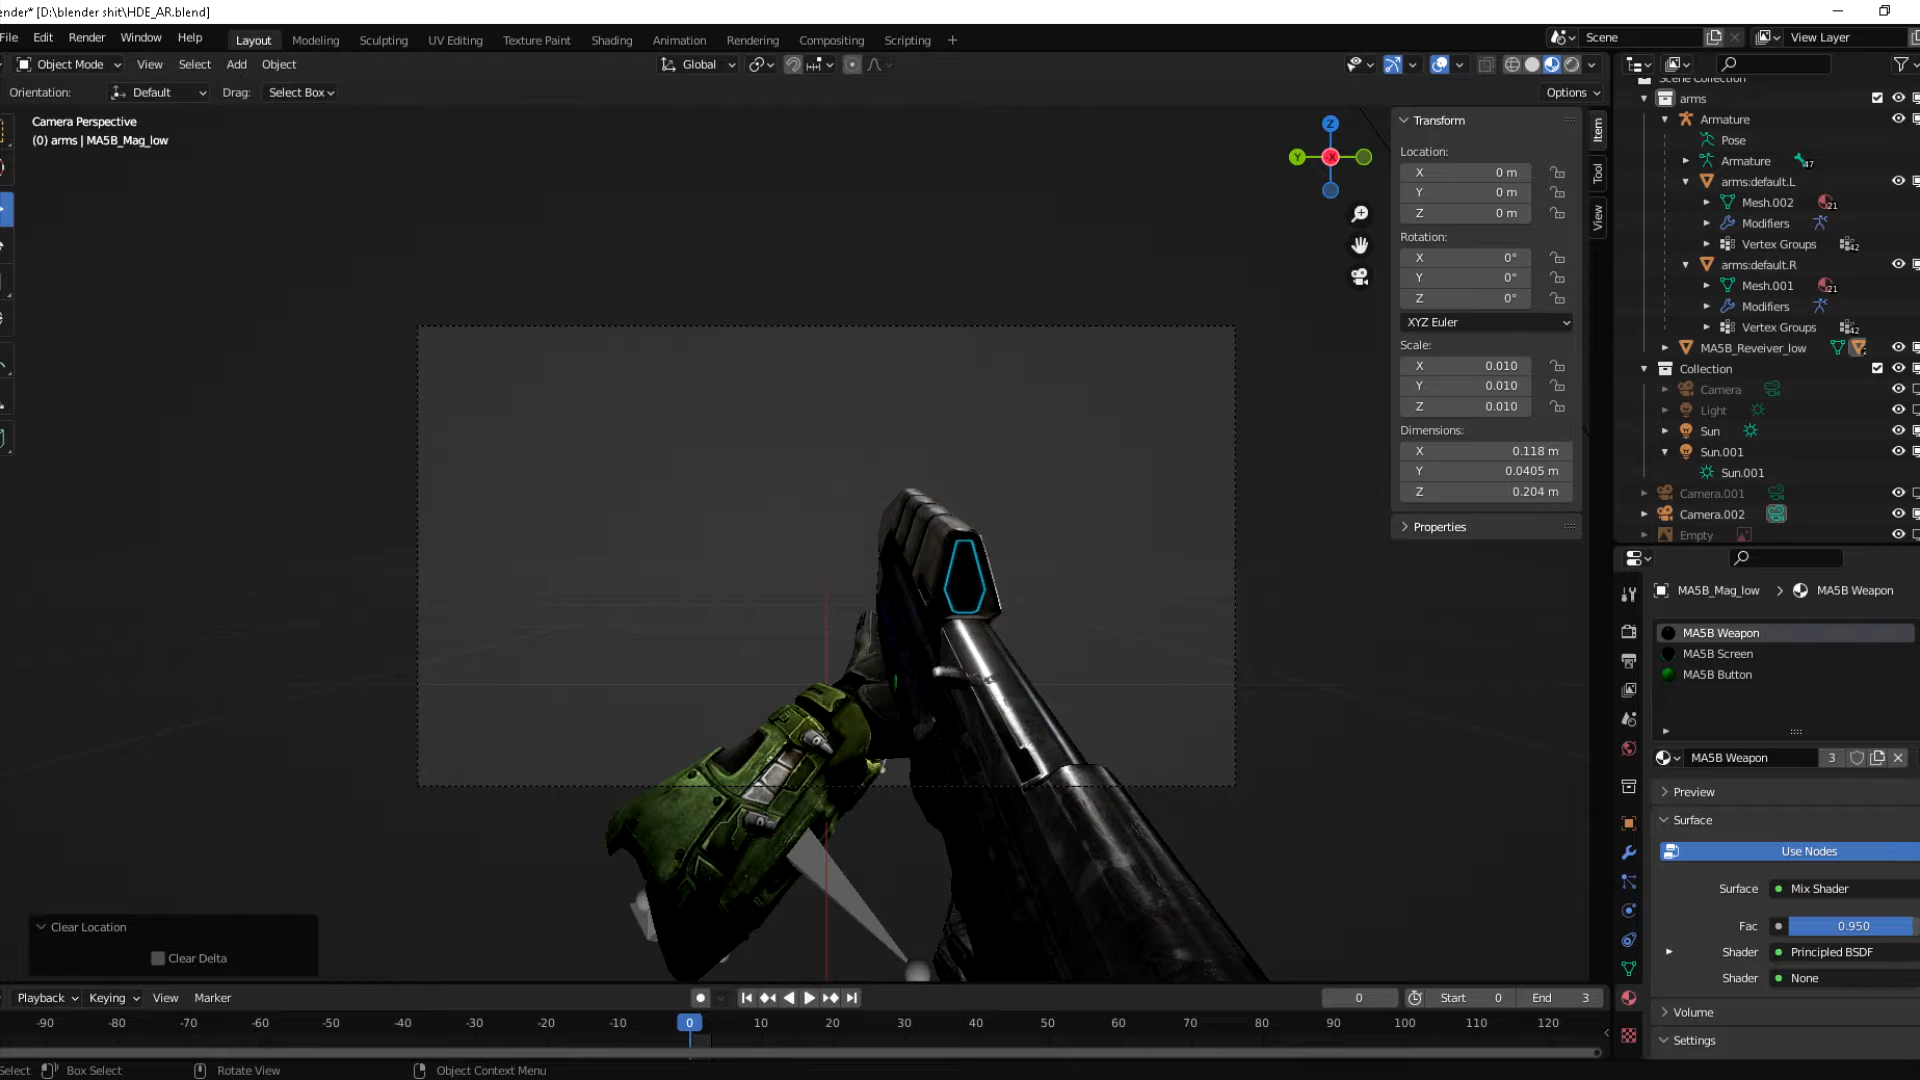 ender* [D:\blender shit\HDE_AR.blend]
File Edit Render Window Help Layout Modeling Sculpting UV Editing Texture Paint Shading Animation Rendering Compositing Scripting + Scene View Layer
Object Mode View Select Add Object Global
Orientation: Default Drag: Select Box Options
Camera Perspective
(0) arms | MA5B_Mag_low
Z
Y
-X
Transform
Location:
X 0 m
Y 0 m
Z 0 m
Rotation:
X 0°
Y 0°
Z 0°
XYZ Euler
Scale:
X 0.010
Y 0.010
Z 0.010
Dimensions:
X 0.118 m
Y 0.0405 m
Z 0.204 m
Properties
Item
Tool
View
Scene Collection
arms
Armature
Pose
Armature 47
arms:default.L
Mesh.002 21
Modifiers
Vertex Groups 42
arms:default.R
Mesh.001 21
Modifiers
Vertex Groups 42
MA5B_Reveiver_low
Collection
Camera
Light
Sun
Sun.001
Sun.001
Camera.001
Camera.002
Empty
MA5B_Mag_low > MA5B Weapon
MA5B Weapon
MA5B Screen
MA5B Button
MA5B Weapon 3
Preview
Surface
Use Nodes
Surface Mix Shader
Fac 0.950
Shader Principled BSDF
Shader None
Volume
Settings
Clear Location
Clear Delta
Playback Keying View Marker 0 Start 0 End 3
-90 -80 -70 -60 -50 -40 -30 -20 -10 0 10 20 30 40 50 60 70 80 90 100 110 120
Select Box Select Rotate View Object Context Menu